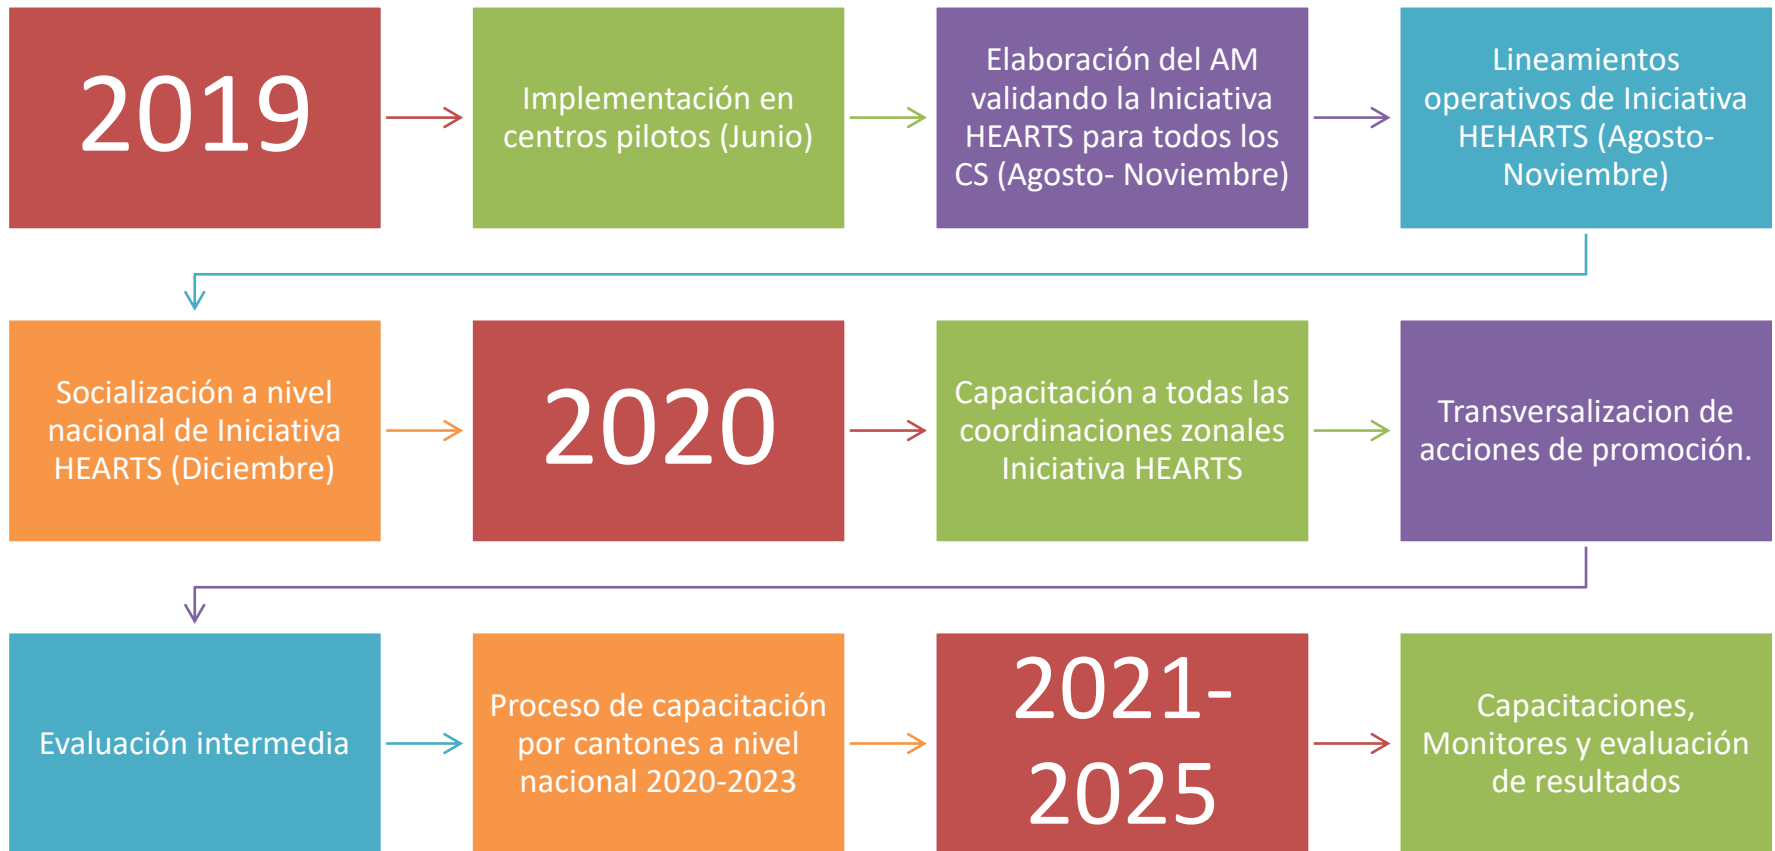 2019
Implementación en
centros pilotos (Junio)
Elaboración del AM
validando la Iniciativa
HEARTS para todos los
CS (Agosto- Noviembre)
Lineamientos
operativos de Iniciativa
HEHARTS (Agosto-
Noviembre)
Socialización a nivel
nacional de Iniciativa
HEARTS (Diciembre)
2020
Capacitación a todas las
coordinaciones zonales
Iniciativa HEARTS
Transversalizacion de
acciones de promoción.
Evaluación intermedia
Proceso de capacitación
por cantones a nivel
nacional 2020-2023
2021-
2025
Capacitaciones,
Monitores y evaluación
de resultados